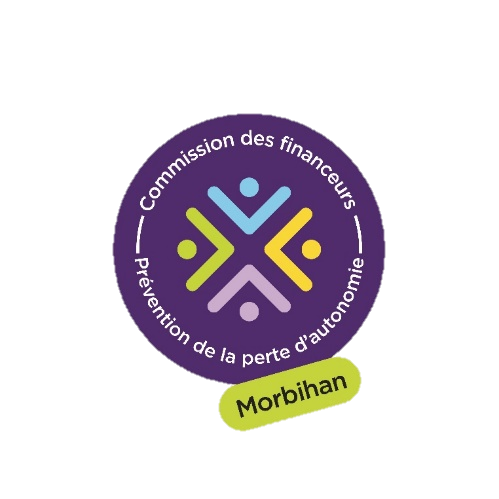 Commission des financeurs
Prévention de la perte d'autonomie
Morbihan